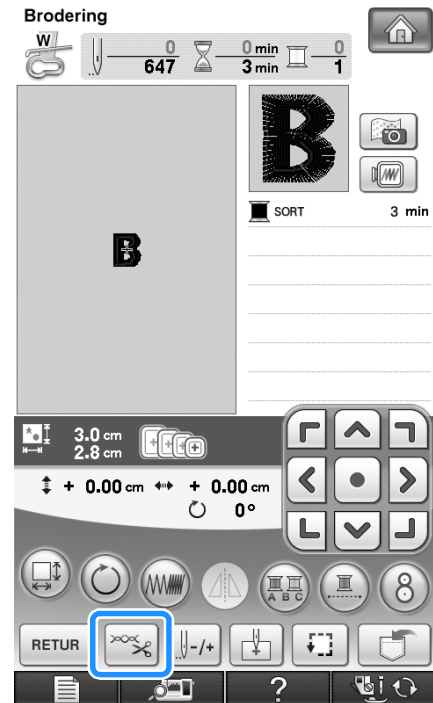 Brodering
W
0 0 min 0
647 3 min 1
B
SORT 3 min
B
3.0 cm
2.8 cm
+ 0.00 cm + 0.00 cm
0°
A B C
8
RETUR -/+
?